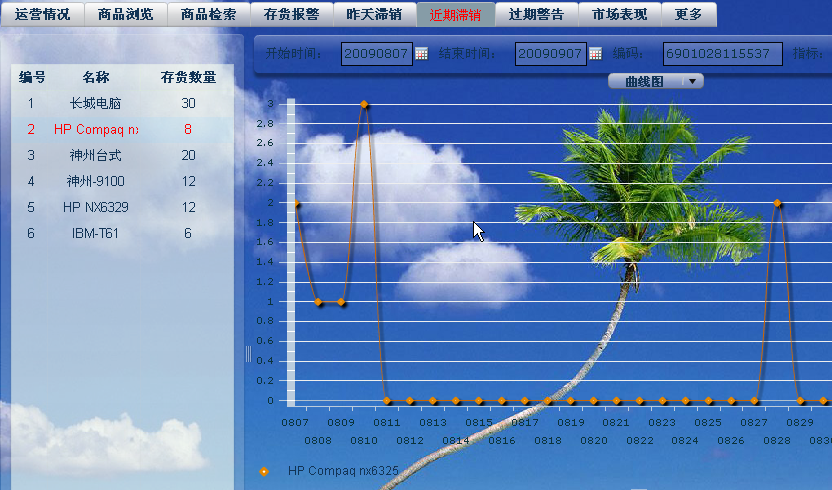 运营情况 商品浏览 商品检索 存货报警 昨天滞销 近期滞销 过期警告 市场表现 更多
开始时间： 20090807 结束时间： 20090907 编码： 6901028115537 指标：
曲线图
编号 名称 存货数量
1 长城电脑 30
2 HP Compaq nx 8
3 神州台式 20
4 神州-9100 12
5 HP NX6329 12
6 IBM-T61 6
3
2.8
2.6
2.4
2.2
2
1.8
1.6
1.4
1.2
1
0.8
0.6
0.4
0.2
0
0807 0809 0811 0813 0815 0817 0819 0821 0823 0825 0827 0829
0808 0810 0812 0814 0816 0818 0820 0822 0824 0826 0828 0830
HP Compaq nx6325